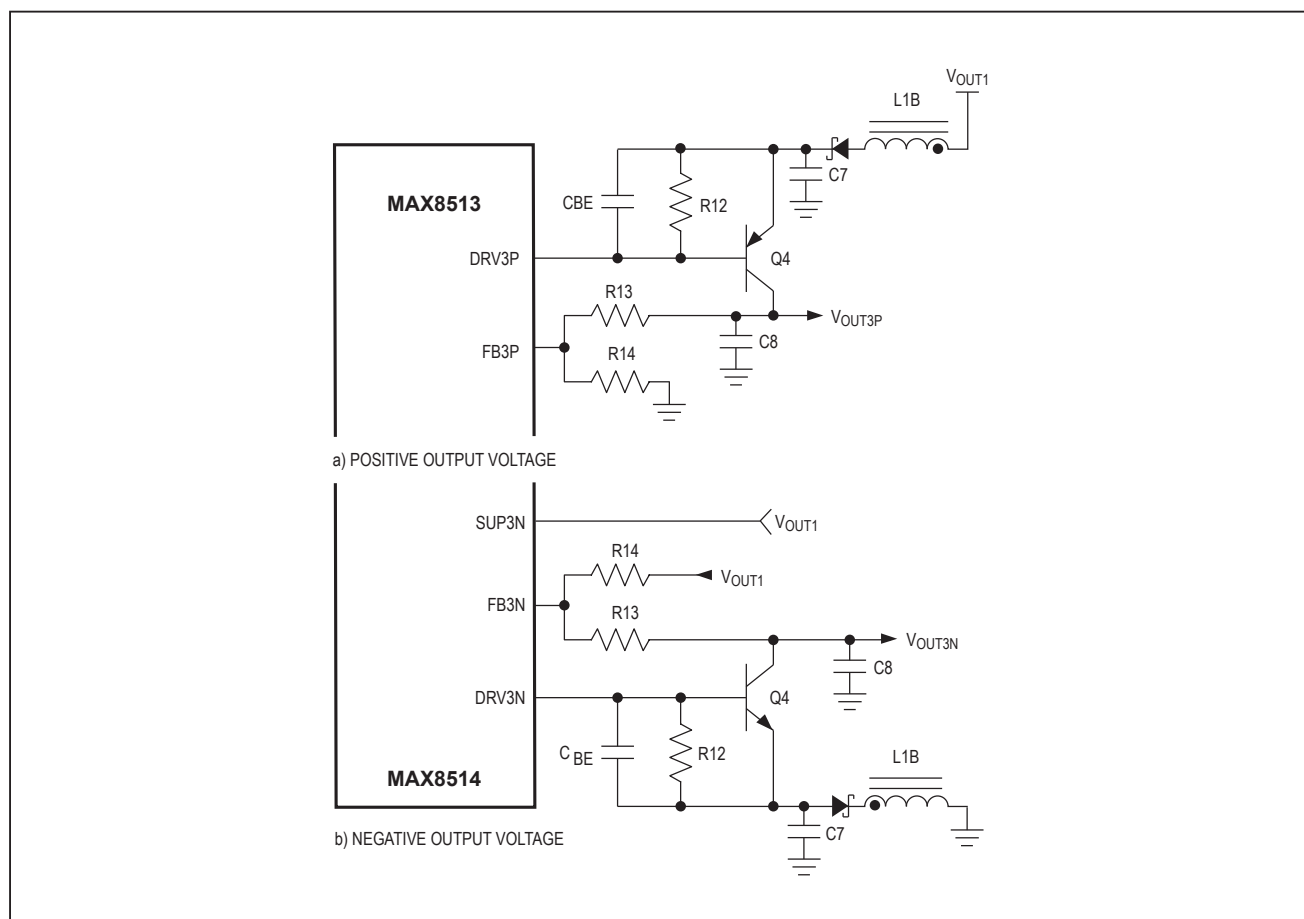 VOUT1
L1B
C7
MAX8513
CBE
R12
DRV3P
Q4
R13
VOUT3P
C8
FB3P
R14
a) POSITIVE OUTPUT VOLTAGE
SUP3N
VOUT1
R14
VOUT1
FB3N
R13
VOUT3N
C8
DRV3N
Q4
CBE
R12
L1B
MAX8514
C7
b) NEGATIVE OUTPUT VOLTAGE